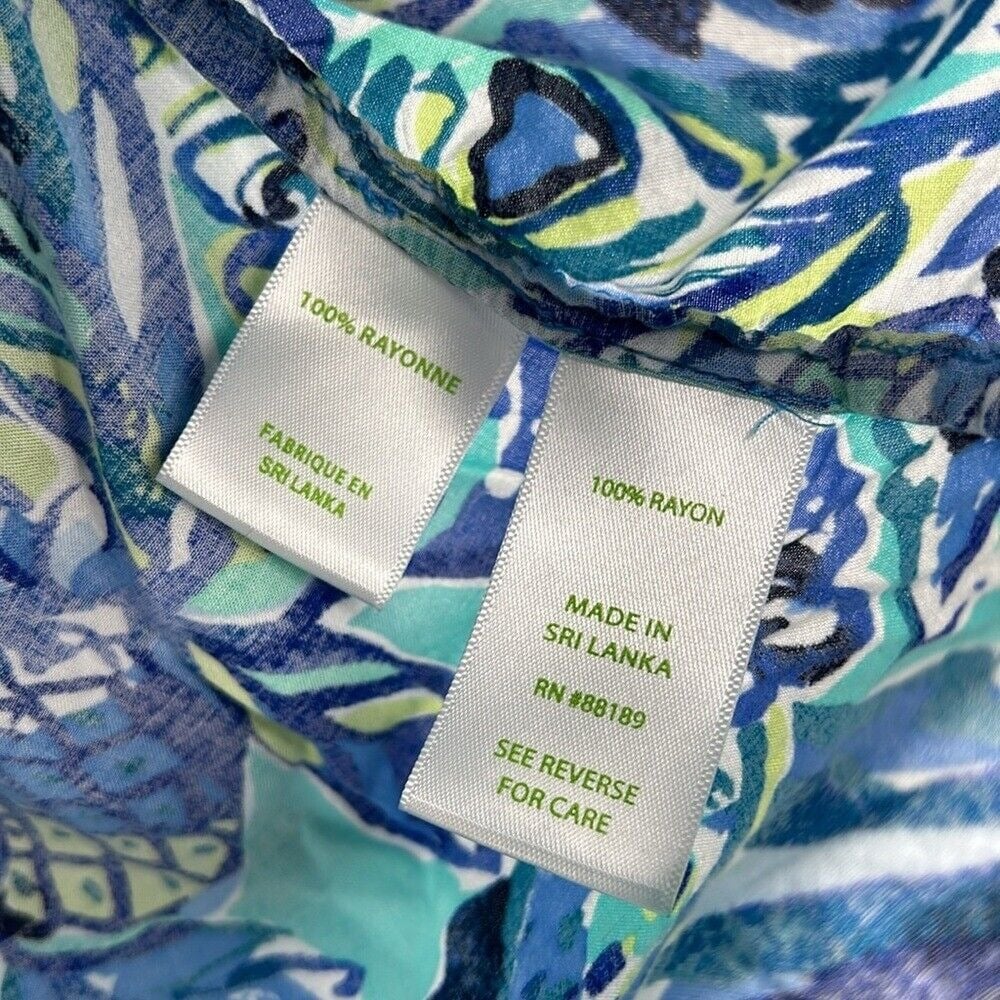 100% RAYONNE
FABRIQUE EN
SRI LANKA
100% RAYON
MADE IN
SRI LANKA
RN #88189
SEE REVERSE
FOR CARE